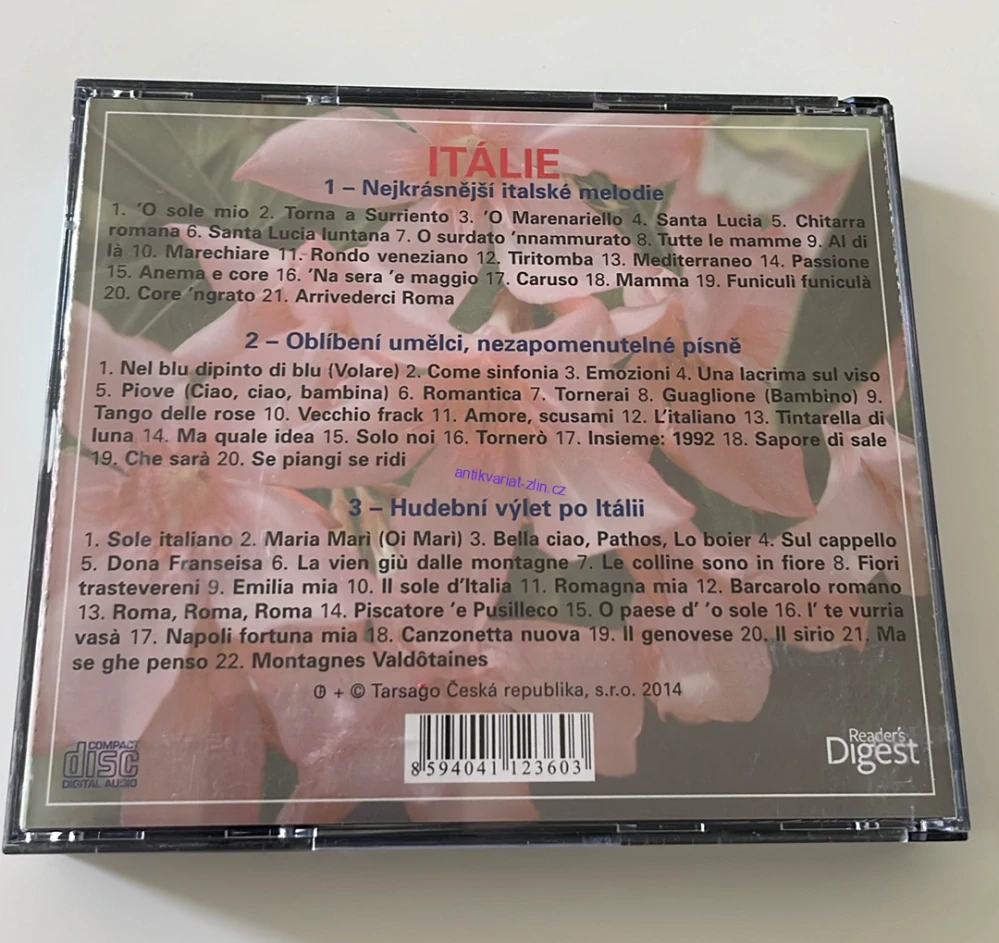 ITÁLIE
1 – Nejkrásnější italské melodie
1. 'O sole mio 2. Torna a Surriento 3. 'O Marenariello 4. Santa Lucia 5. Chitarra
romana 6. Santa Lucia luntana 7. O surdato 'nnammurato 8. Tutte le mamme 9. Al di
là 10. Marechiare 11. Rondo veneziano 12. Tiritomba 13. Mediterraneo 14. Passione
15. Anema e core 16. 'Na sera 'e maggio 17. Caruso 18. Mamma 19. Funiculì funiculà
20. Core 'ngrato 21. Arrivederci Roma
2 – Oblíbení umělci, nezapomenutelné písně
1. Nel blu dipinto di blu (Volare) 2. Come sinfonia 3. Emozioni 4. Una lacrima sul viso
5. Piove (Ciao, ciao, bambina) 6. Romantica 7. Tornerai 8. Guaglione (Bambino) 9.
Tango delle rose 10. Vecchio frack 11. Amore, scusami 12. L'italiano 13. Tintarella di
luna 14. Ma quale idea 15. Solo noi 16. Tornerò 17. Insieme: 1992 18. Sapore di sale
19. Che sarà 20. Se piangi se ridi
antikvariat-zlin.cz
3 – Hudební výlet po Itálii
1. Sole italiano 2. Maria Marì (Oi Marì) 3. Bella ciao, Pathos, Lo boier 4. Sul cappello
5. Dona Franseisa 6. La vien giù dalle montagne 7. Le colline sono in fiore 8. Fiori
trastevereni 9. Emilia mia 10. Il sole d'Italia 11. Romagna mia 12. Barcarolo romano
13. Roma, Roma, Roma 14. Piscatore 'e Pusilleco 15. O paese d' 'o sole 16. I' te vurria
vasà 17. Napoli fortuna mia 18. Canzonetta nuova 19. Il genovese 20. Il sirio 21. Ma
se ghe penso 22. Montagnes Valdôtaines
℗ + © Tarsago Česká republika, s.r.o. 2014
8 594041 123603
COMPACT
disc
DIGITAL AUDIO
Reader's
Digest